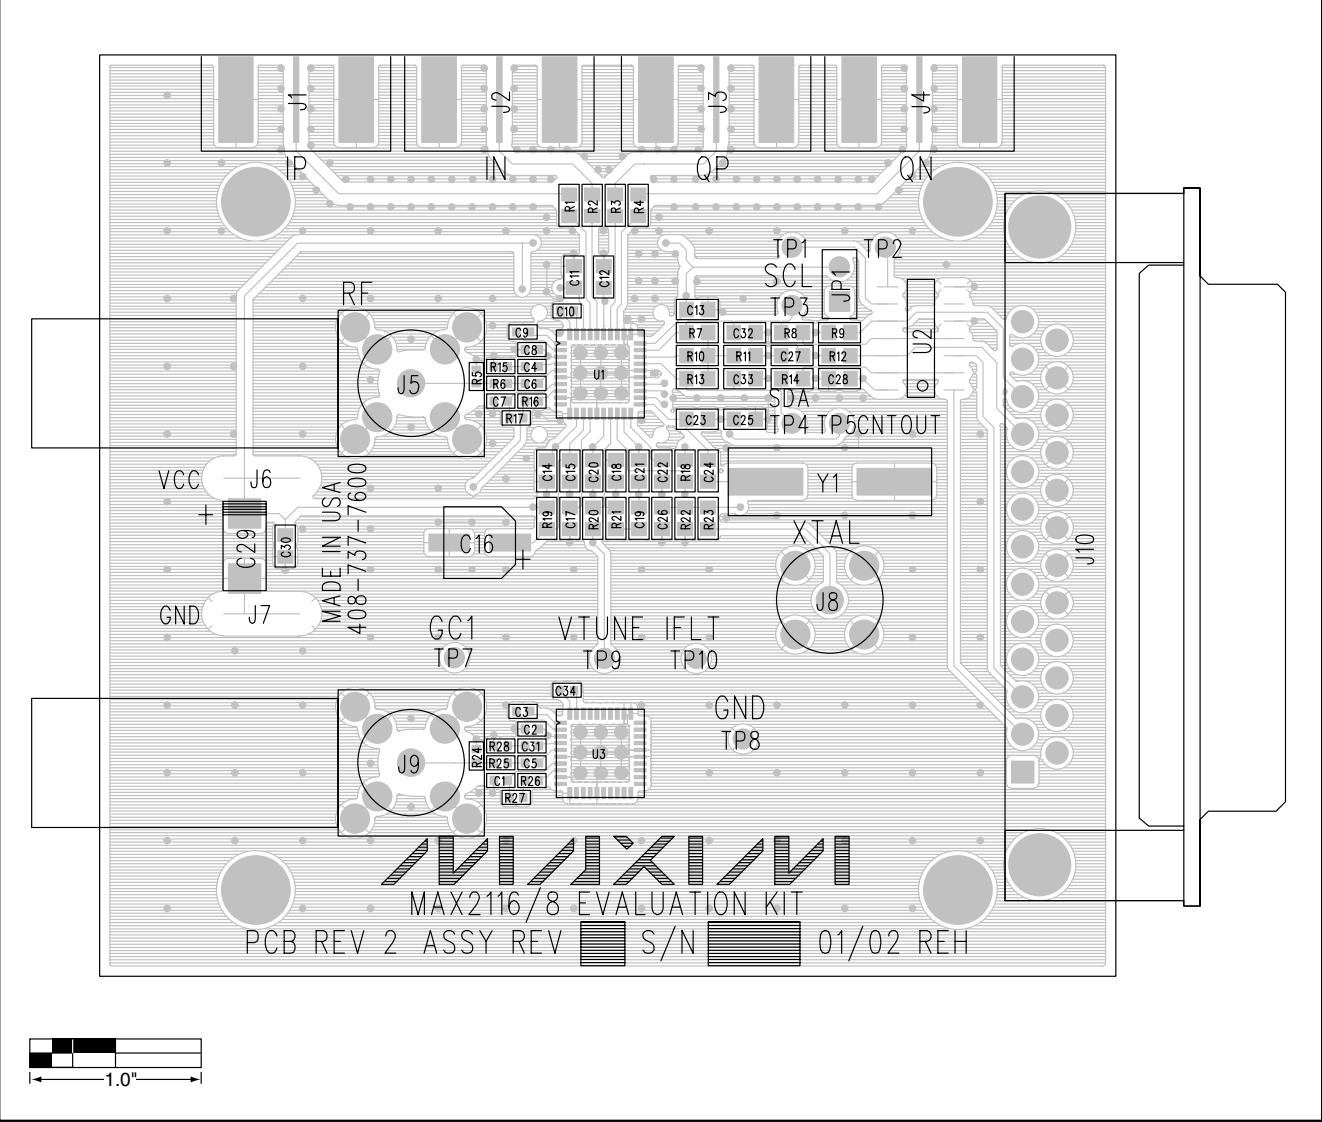 J1 J2 J3 J4
IP IN QP QN
R1 R2 R3 R4
TP1 TP2
C11 C12 SCL JP1
RF C10 C13 TP3
C9 R7 C32 R8 R9 U2
C8 R10 R11 C27 R12
J5 R5 R15 C4 U1
R6 C6 R13 C33 R14 C28
C7 R16 SDA
R17 C23 C25 TP4 TP5 CNTOUT
VCC J6 C14 C15 C20 C18 C21 C22 R18 C24 Y1
+ R19 C17 R20 R21 C19 C26 R22 R23
MADE IN USA
408-737-7600
C29 C30 C16 + XTAL J10
GND J7 J8
GC1 VTUNE IFLT
TP7 TP9 TP10
C34
C3 GND
C2 TP8
R24 R28 C31 U3
J9 R25 C5
C1 R26
R27
MAXIM
MAX2116/8 EVALUATION KIT
PCB REV 2 ASSY REV S/N 01/02 REH
1.0"